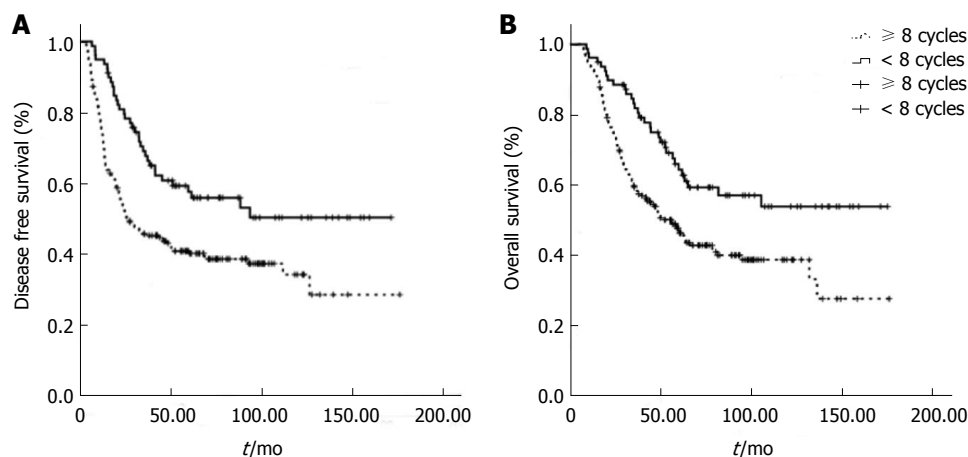 A
Disease free survival (%)
1.0
0.8
0.6
0.4
0.2
0.0
0
50.00
100.00
150.00
200.00
t/mo
B
Overall survival (%)
1.0
0.8
0.6
0.4
0.2
0.0
0
50.00
100.00
150.00
200.00
t/mo
⩾ 8 cycles
< 8 cycles
⩾ 8 cycles
< 8 cycles